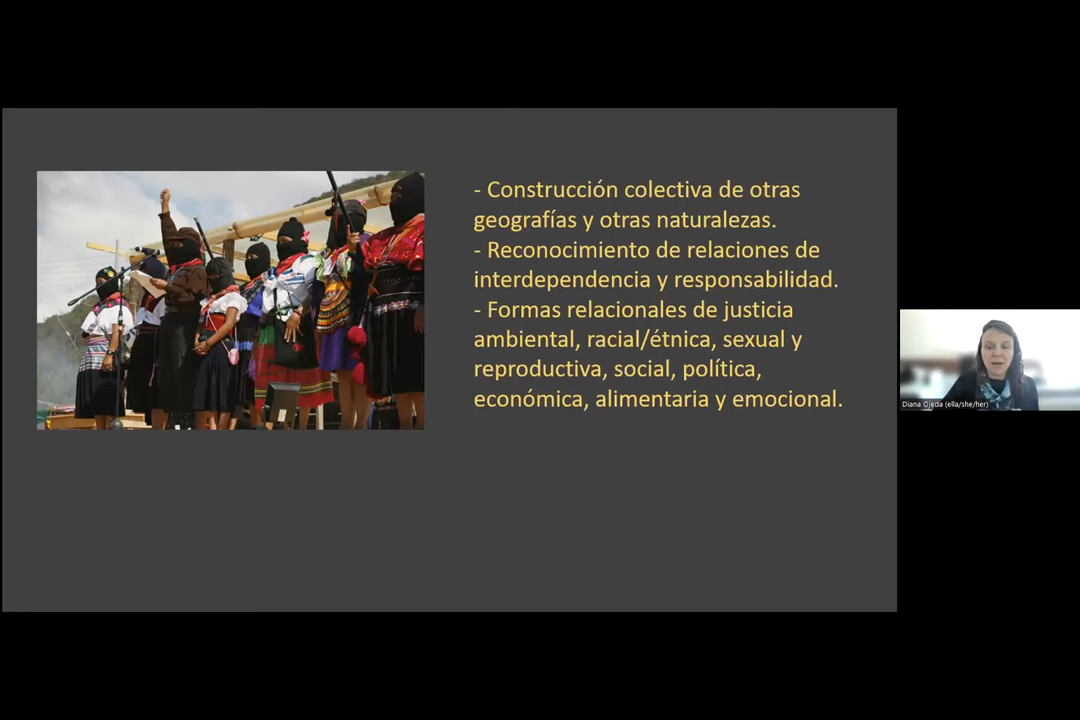 - Construcción colectiva de otras
geografías y otras naturalezas.
- Reconocimiento de relaciones de
interdependencia y responsabilidad.
- Formas relacionales de justicia
ambiental, racial/étnica, sexual y
reproductiva, social, política,
económica, alimentaria y emocional.
Diana Ojeda (ella/she/her)